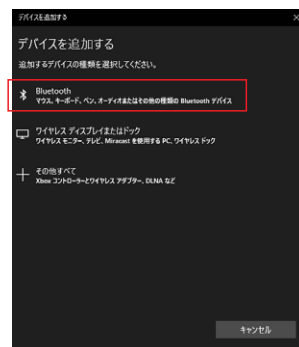 デバイスを追加する
デバイスを追加する
追加するデバイスの種類を選択してください。
Bluetooth
マウス、キーボード、ペン、オーディオまたはその他の種類の Bluetooth デバイス
ワイヤレス ディスプレイまたはドック
ワイヤレス モニター、テレビ、Miracast を使用する PC、ワイヤレス ドック
その他すべて
Xbox コントローラーとワイヤレス アダプター、DLNA など
キャンセル